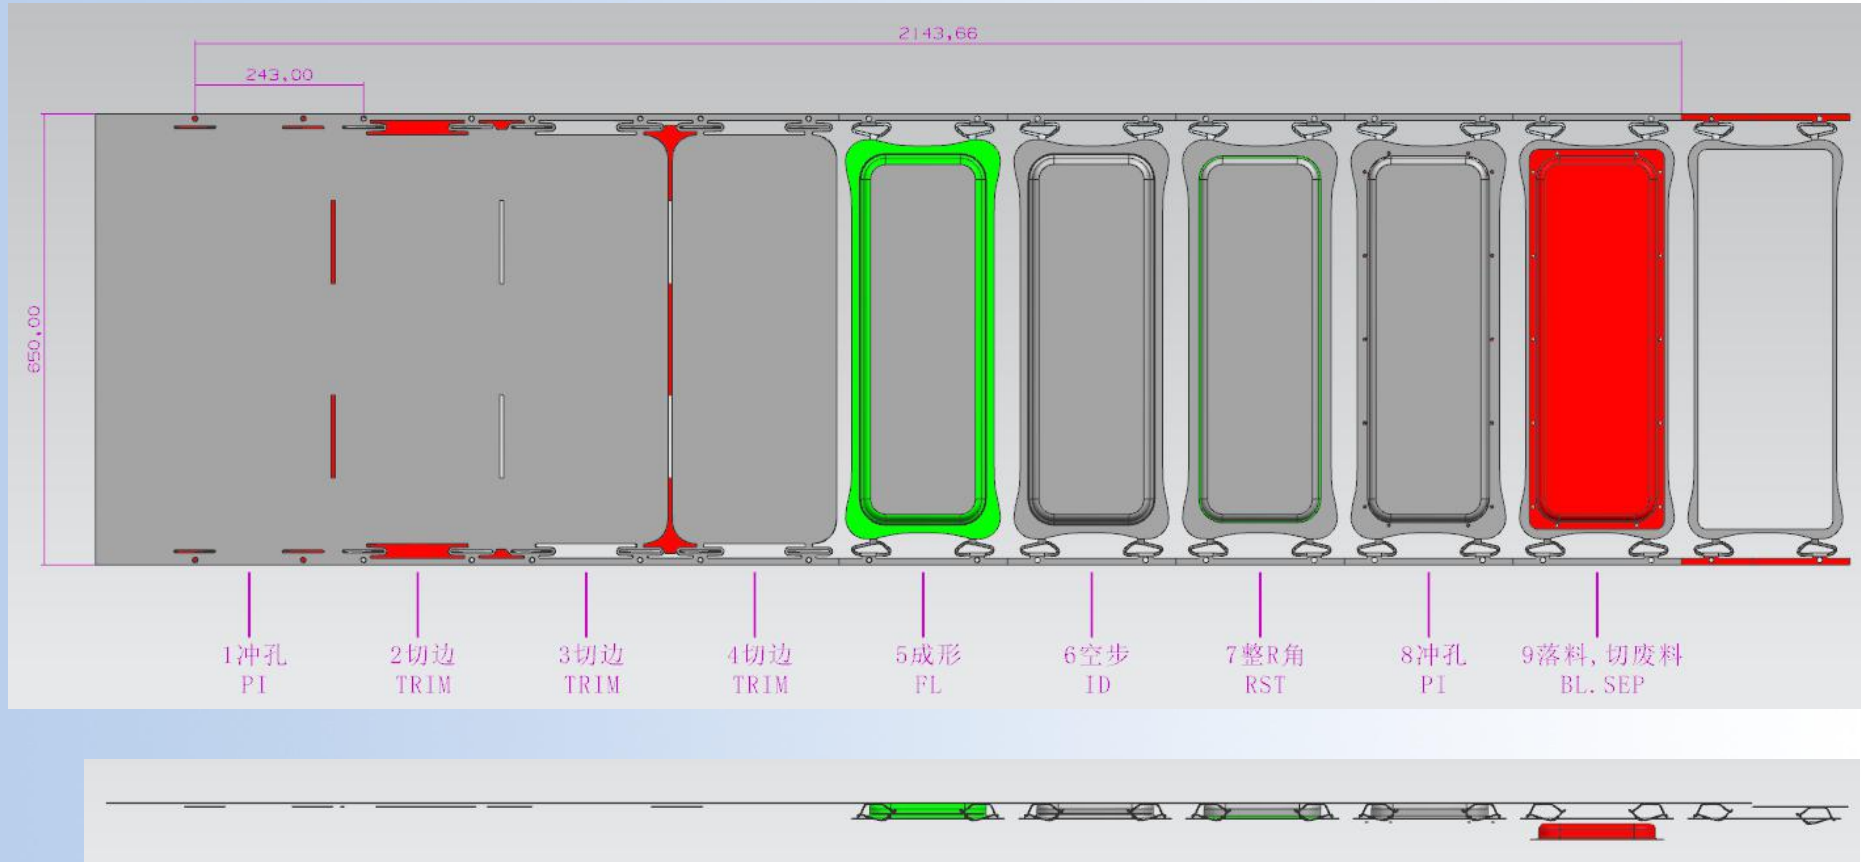 2143,66
243,00
650,00
1冲孔 2切边 3切边 4切边 5成形 6空步 7整R角 8冲孔 9落料,切废料
PI TRIM TRIM TRIM FL ID RST PI BL.SEP